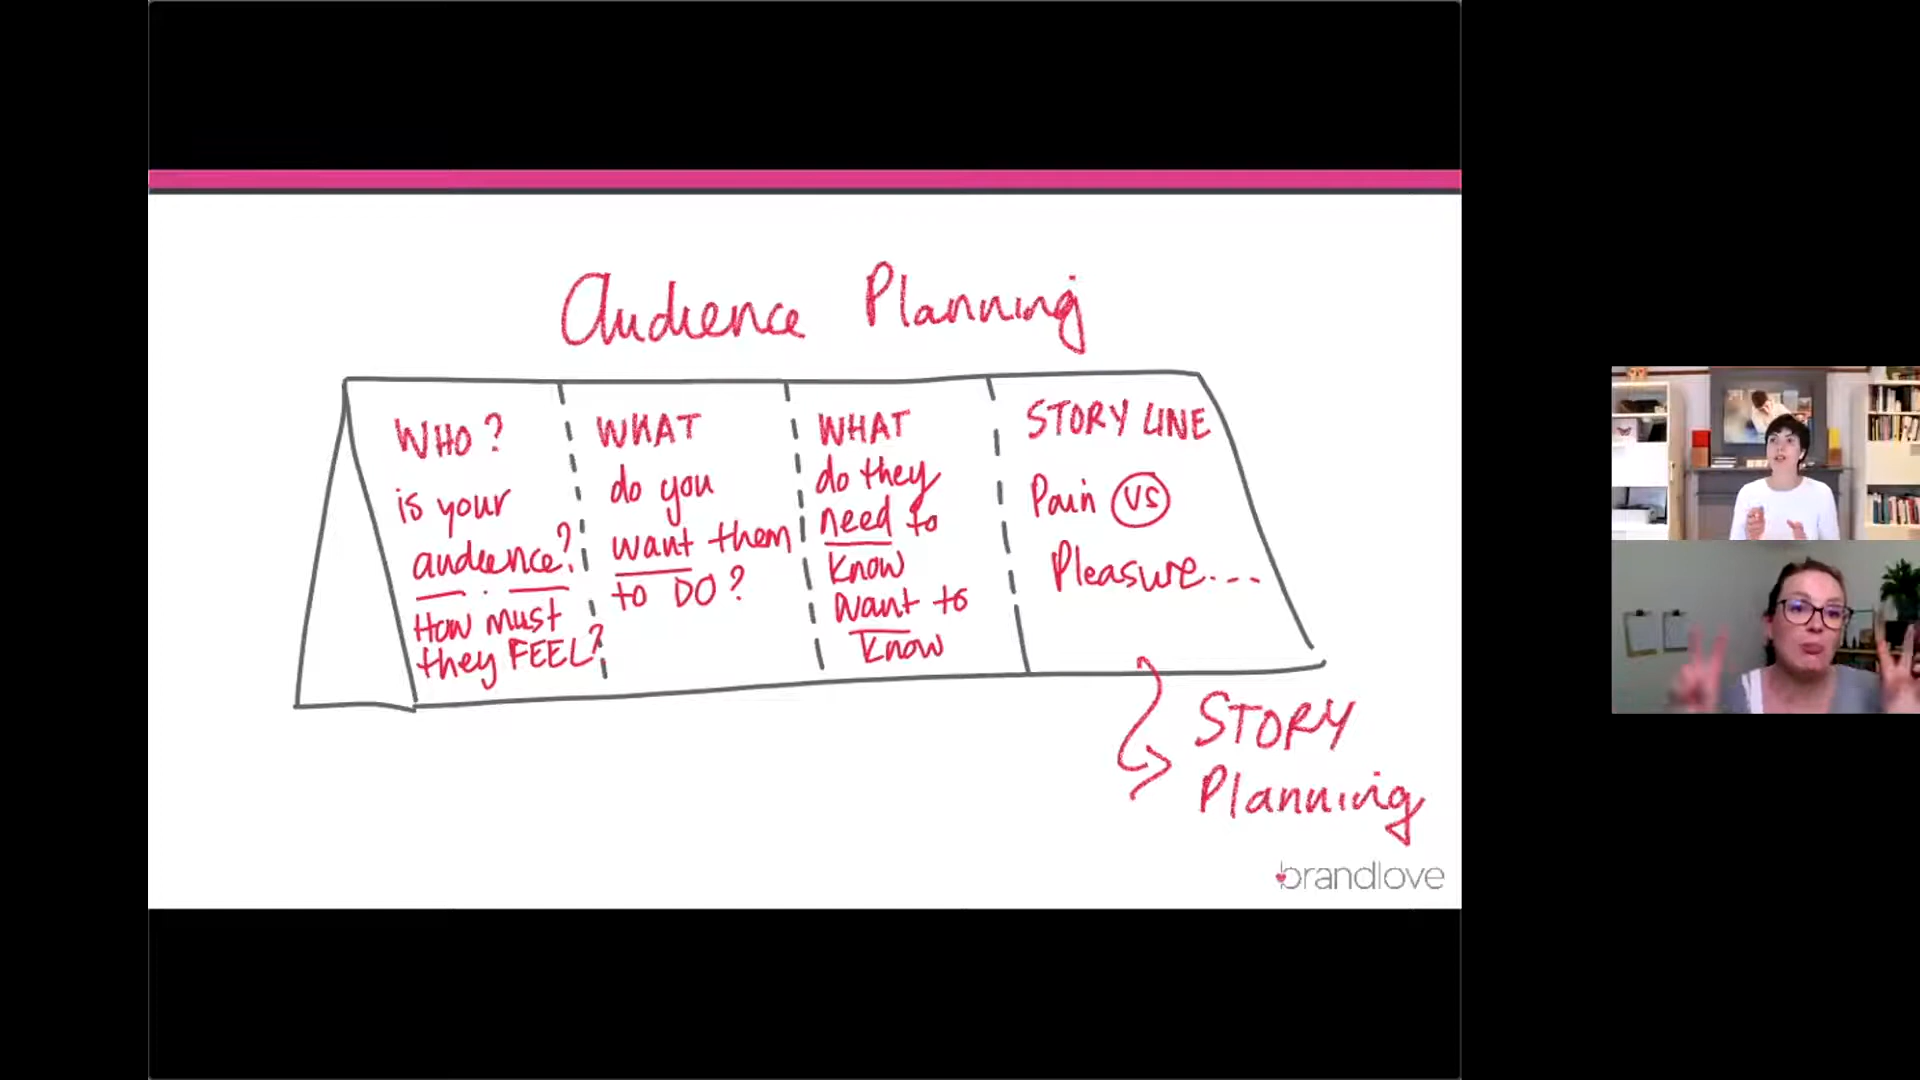 Audience Planning
WHO?
is your
audience?
How must
they FEEL?
WHAT
do you
want them
to DO?
WHAT
do they
need to
know
want to
know
STORY LINE
Pain VS
Pleasure....
STORY
Planning
brandlove